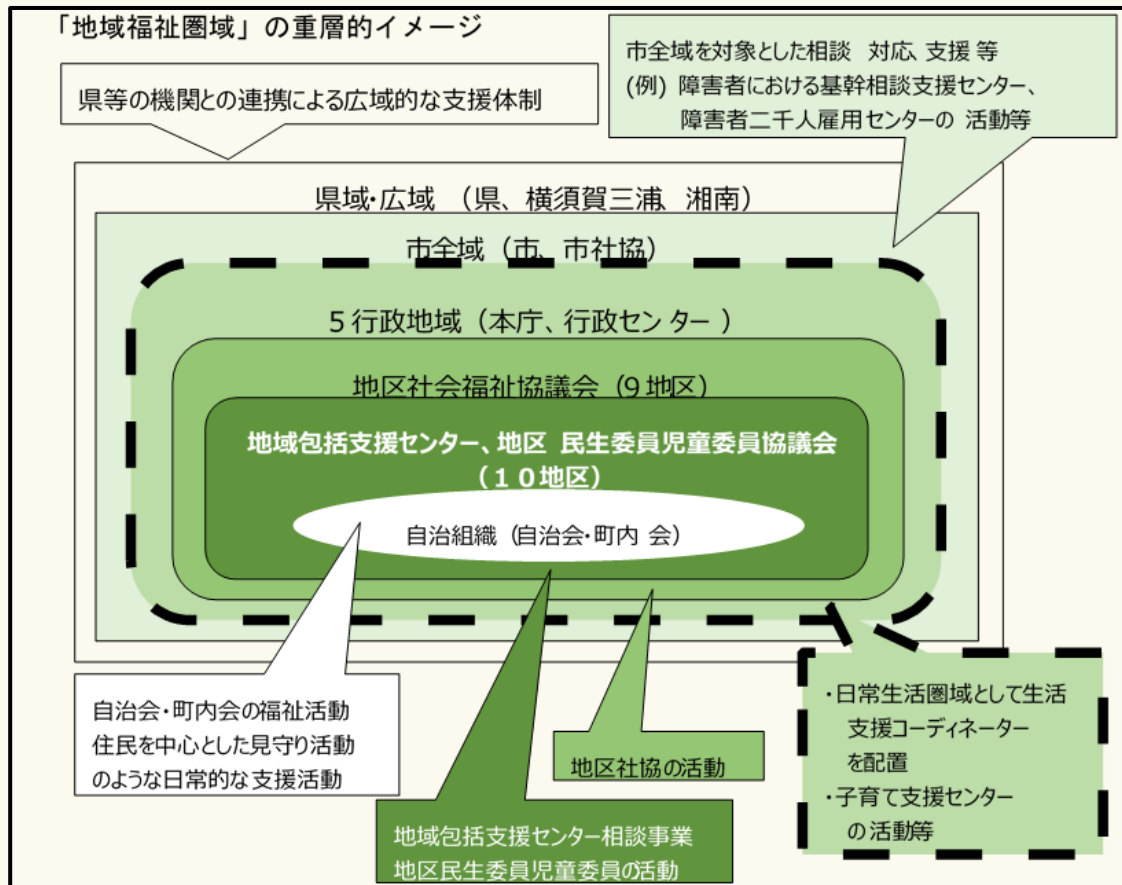 「地域福祉圏域」の重層的イメージ
県等の機関との連携による広域的な支援体制
市全域を対象とした相談 対応、支援 等
(例) 障害者における基幹相談支援センター、
障害者二千人雇用センターの 活動等
県域・広域 （県、横須賀三浦、湘南）
市全域（市、市社協）
5 行政地域（本庁、行政セン ター ）
地区社会福祉協議会（9 地区）
地域包括支援センター、地区 民生委員児童委員協議会
（１０地区）
自治組織（自治会・町内 会）
自治会・町内会の福祉活動
住民を中心とした見守り活動
のような日常的な支援活動
地区社協の活動
地域包括支援センター相談事業
地区民生委員児童委員の活動
・日常生活圏域として生活
支援コーディネーター
を配置
・子育て支援センター
の 活動等